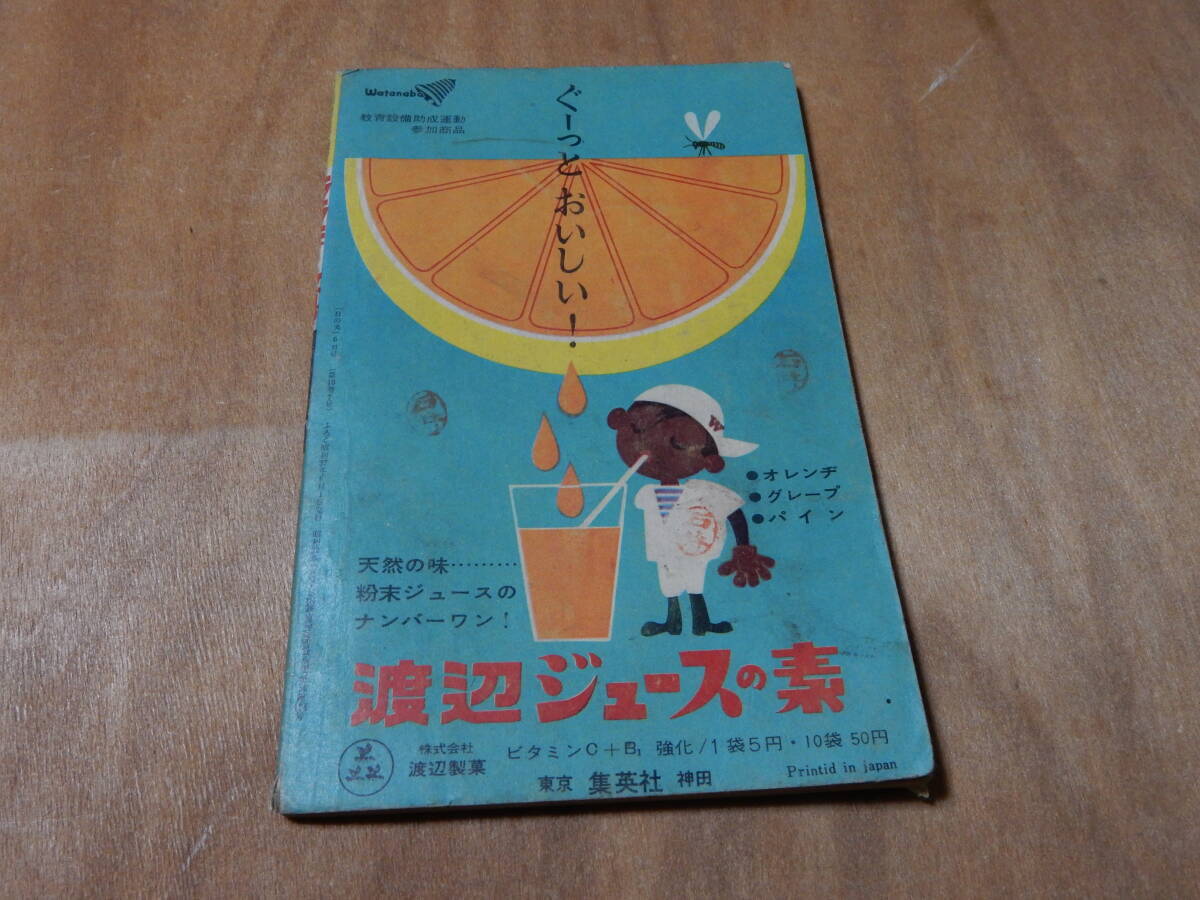 Watanabe
教育設備助成運動
参加商品
ぐーっとおいしい！
W
●オレンヂ
●グレープ
●パイン
天然の味………
粉末ジュースの
ナンバーワン！
渡辺ジュースの素
株式会社
渡辺製菓
ビタミンC＋B₁ 強化/1袋5円・10袋50円
東京 集英社 神田
Printid in japan